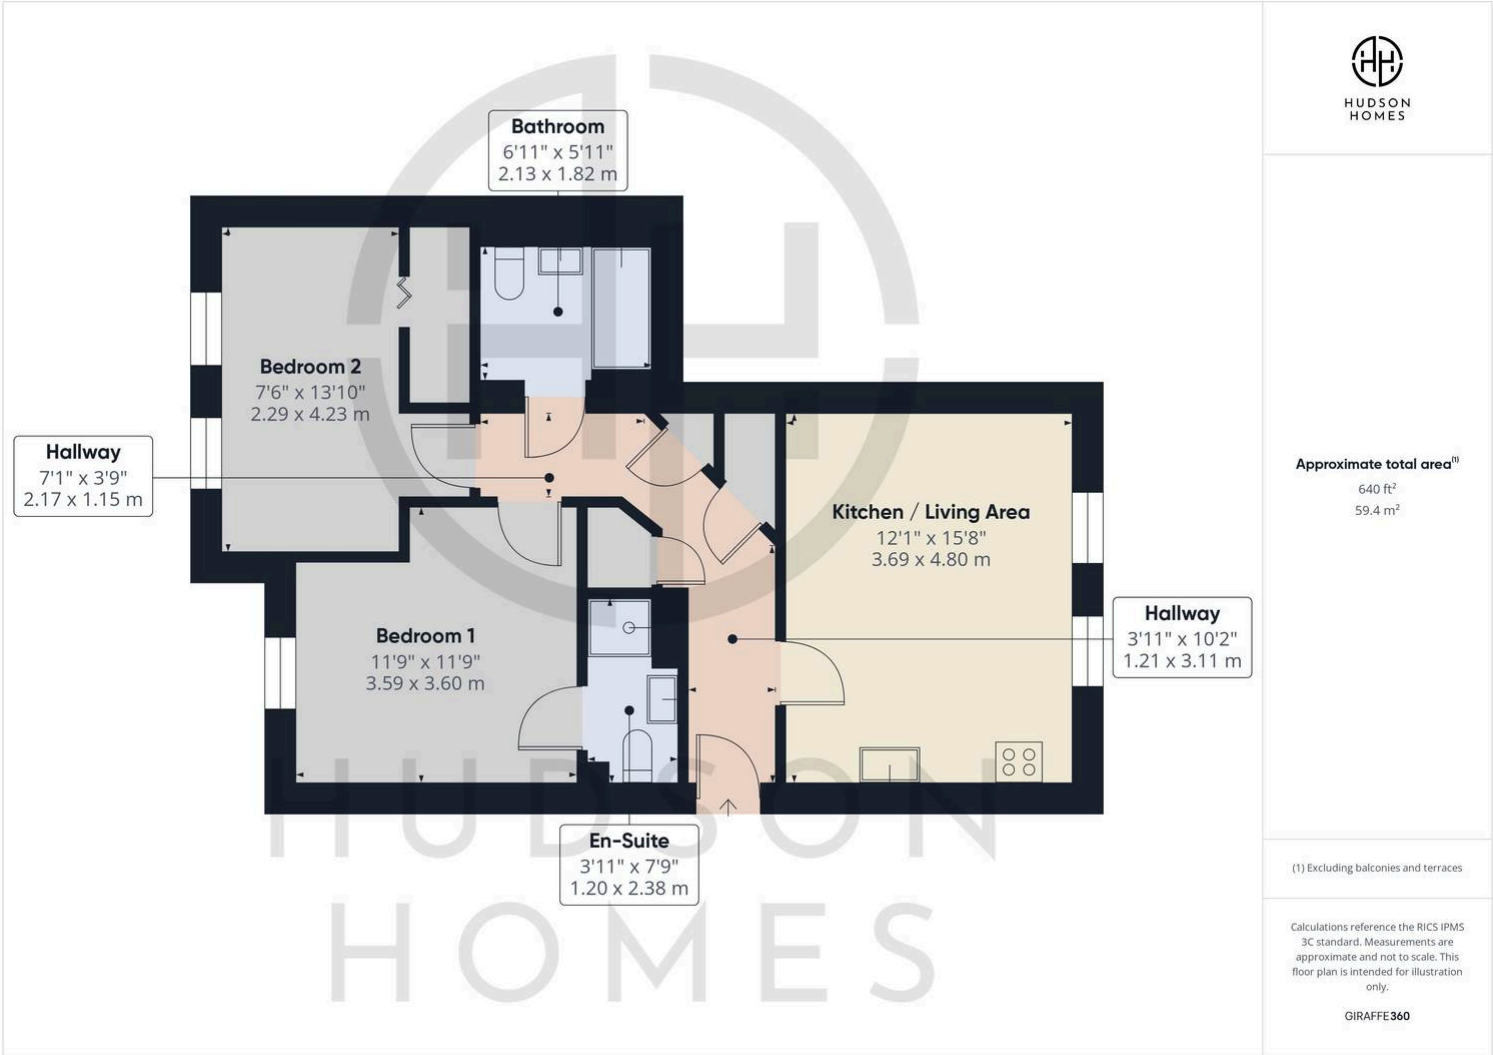 Bathroom
6'11" x 5'11"
2.13 x 1.82 m
Bedroom 2
7'6" x 13'10"
2.29 x 4.23 m
Hallway
7'1" x 3'9"
2.17 x 1.15 m
Kitchen / Living Area
12'1" x 15'8"
3.69 x 4.80 m
Bedroom 1
11'9" x 11'9"
3.59 x 3.60 m
Hallway
3'11" x 10'2"
1.21 x 3.11 m
En-Suite
3'11" x 7'9"
1.20 x 2.38 m
HUDSON
HOMES
HUDSON
HOMES
Approximate total area⁽¹⁾
640 ft²
59.4 m²
(1) Excluding balconies and terraces
Calculations reference the RICS IPMS
3C standard. Measurements are
approximate and not to scale. This
floor plan is intended for illustration
only.
GIRAFFE360